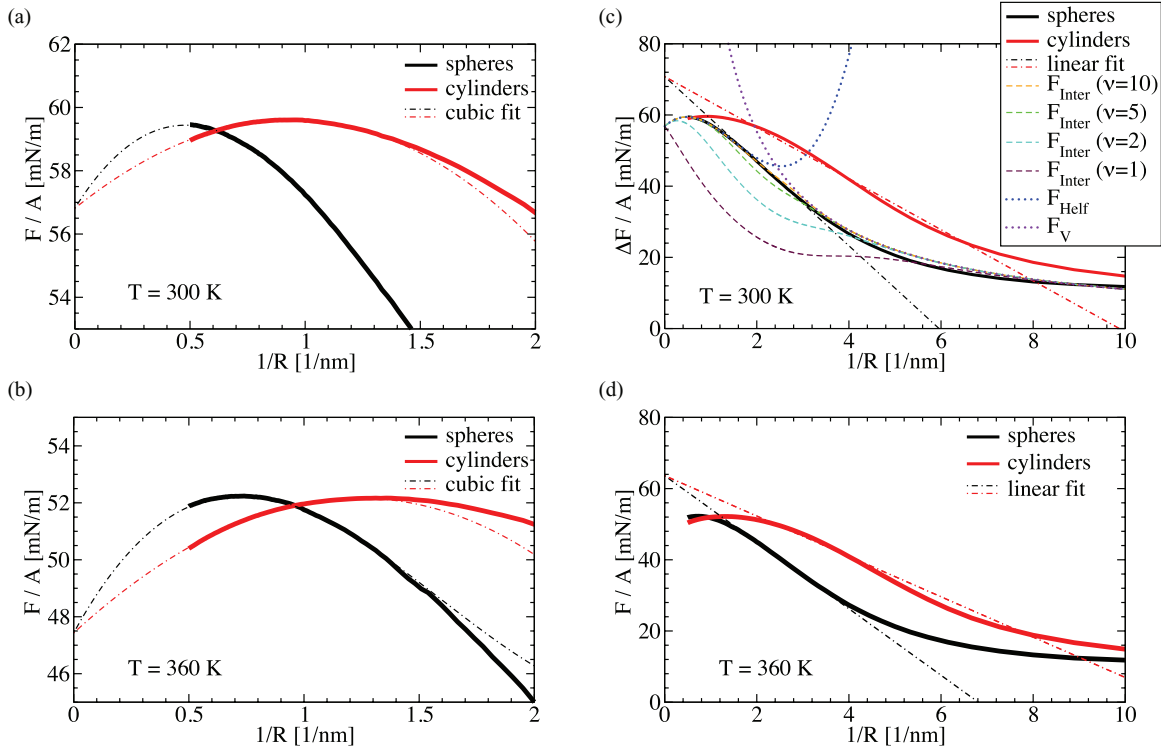 (a)
62
60
58
56
54
F / A [mN/m]
spheres
cylinders
cubic fit
T = 300 K
0
0.5
1
1.5
2
1/R [1/nm]
(c)
80
60
40
20
0
ΔF / A [mN/m]
spheres
cylinders
linear fit
F_Inter (ν=10)
F_Inter (ν=5)
F_Inter (ν=2)
F_Inter (ν=1)
F_Helf
F_V
T = 300 K
0
2
4
6
8
10
1/R [1/nm]
(b)
54
52
50
48
46
F / A [mN/m]
spheres
cylinders
cubic fit
T = 360 K
0
0.5
1
1.5
2
1/R [1/nm]
(d)
80
60
40
20
0
F / A [mN/m]
spheres
cylinders
linear fit
T = 360 K
0
2
4
6
8
10
1/R [1/nm]